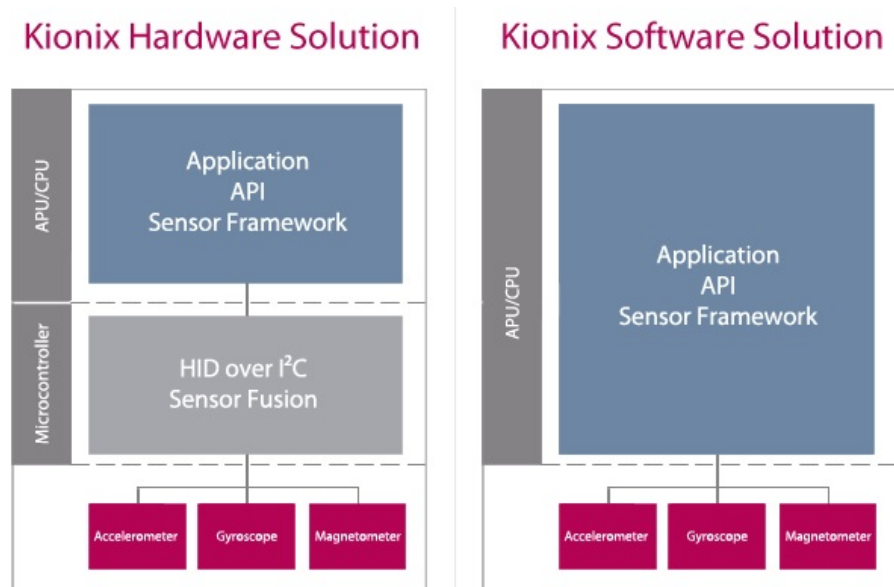 Kionix Hardware Solution
APU/CPU
Application
API
Sensor Framework
Microcontroller
HID over I²C
Sensor Fusion
Accelerometer
Gyroscope
Magnetometer
Kionix Software Solution
APU/CPU
Application
API
Sensor Framework
Accelerometer
Gyroscope
Magnetometer